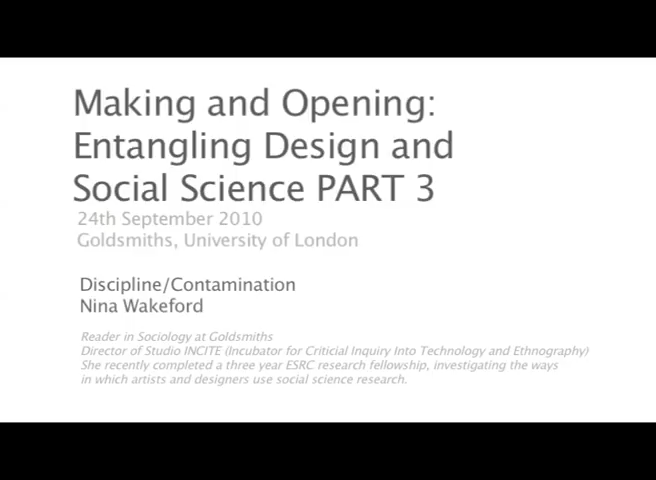 Making and Opening:
Entangling Design and
Social Science PART 3
24th September 2010
Goldsmiths, University of London
Discipline/Contamination
Nina Wakeford
Reader in Sociology at Goldsmiths
Director of Studio INCITE (Incubator for Criticial Inquiry Into Technology and Ethnography)
She recently completed a three year ESRC research fellowship, investigating the ways
in which artists and designers use social science research.